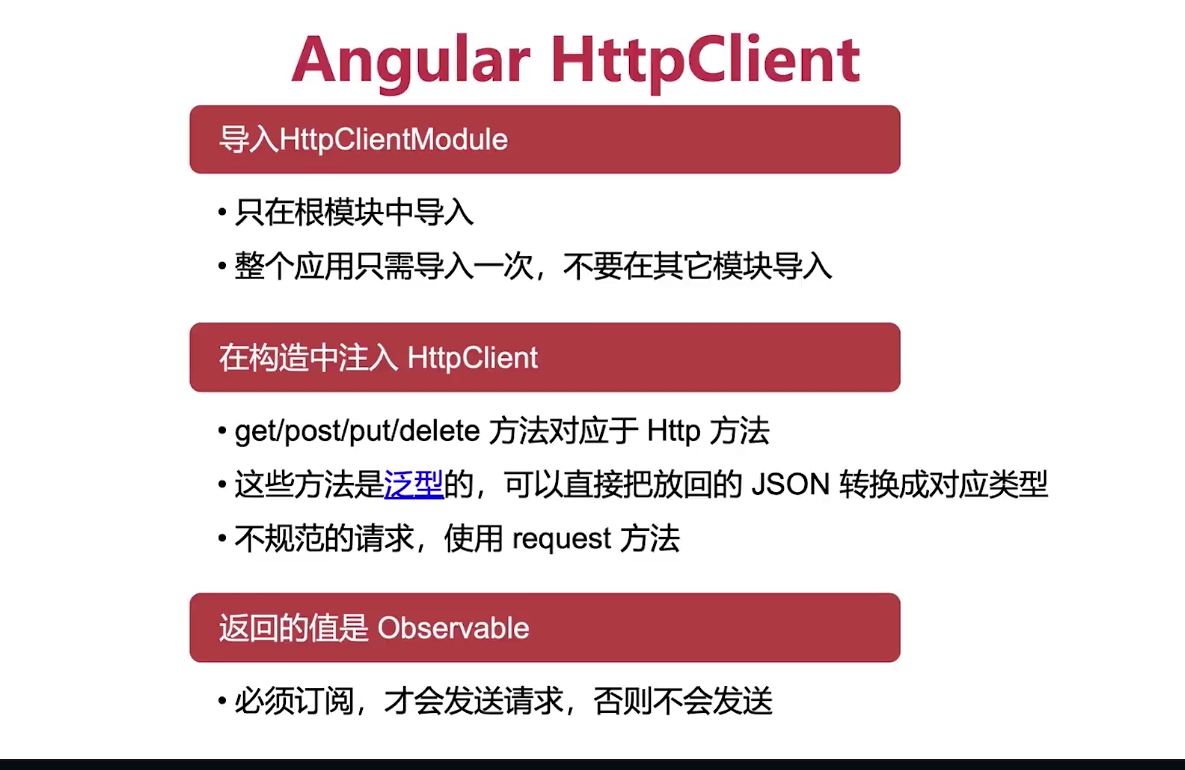 Angular HttpClient
导入HttpClientModule
• 只在根模块中导入
• 整个应用只需导入一次，不要在其它模块导入
在构造中注入 HttpClient
• get/post/put/delete 方法对应于 Http 方法
• 这些方法是泛型的，可以直接把放回的 JSON 转换成对应类型
• 不规范的请求，使用 request 方法
返回的值是 Observable
• 必须订阅，才会发送请求，否则不会发送